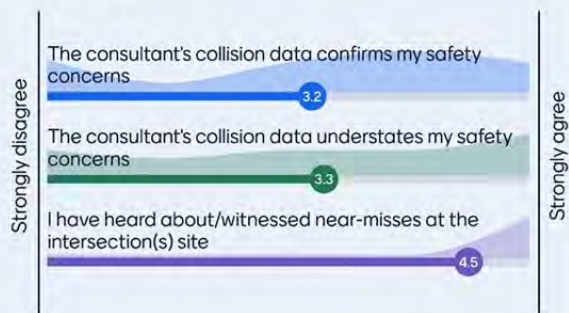 Strongly disagree
The consultant's collision data confirms my safety
concerns
3.2
The consultant's collision data understates my safety
concerns
3.3
I have heard about/witnessed near-misses at the
intersection(s) site
4.5
Strongly agree